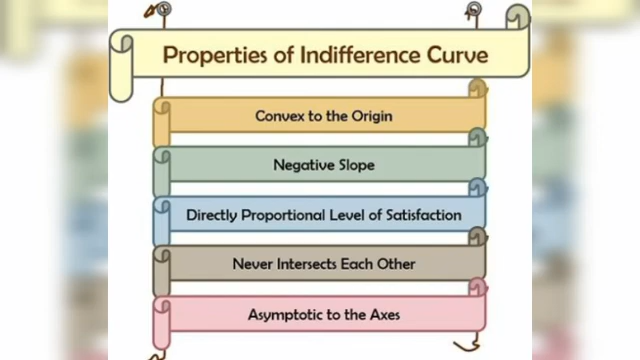 Properties of Indifference Curve
Convex to the Origin
Negative Slope
Directly Proportional Level of Satisfaction
Never Intersects Each Other
Asymptotic to the Axes